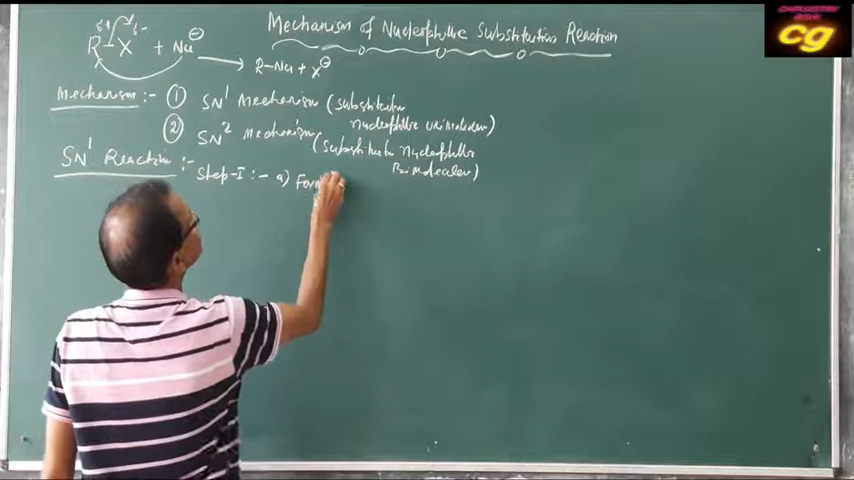 Mechanism of Nucleophilic Substitution Reaction
R-X + Nu⊖ → R-Nu + X⊖
δ+ δ-
Mechanism :- ① SN1 Mechanism (Substitution
Nucleophilic unimolecular)
② SN2 Mechanism (Substitution Nucleophilic
Bimolecular)
SN1 Reaction :- Step-I :- a) Form
cg